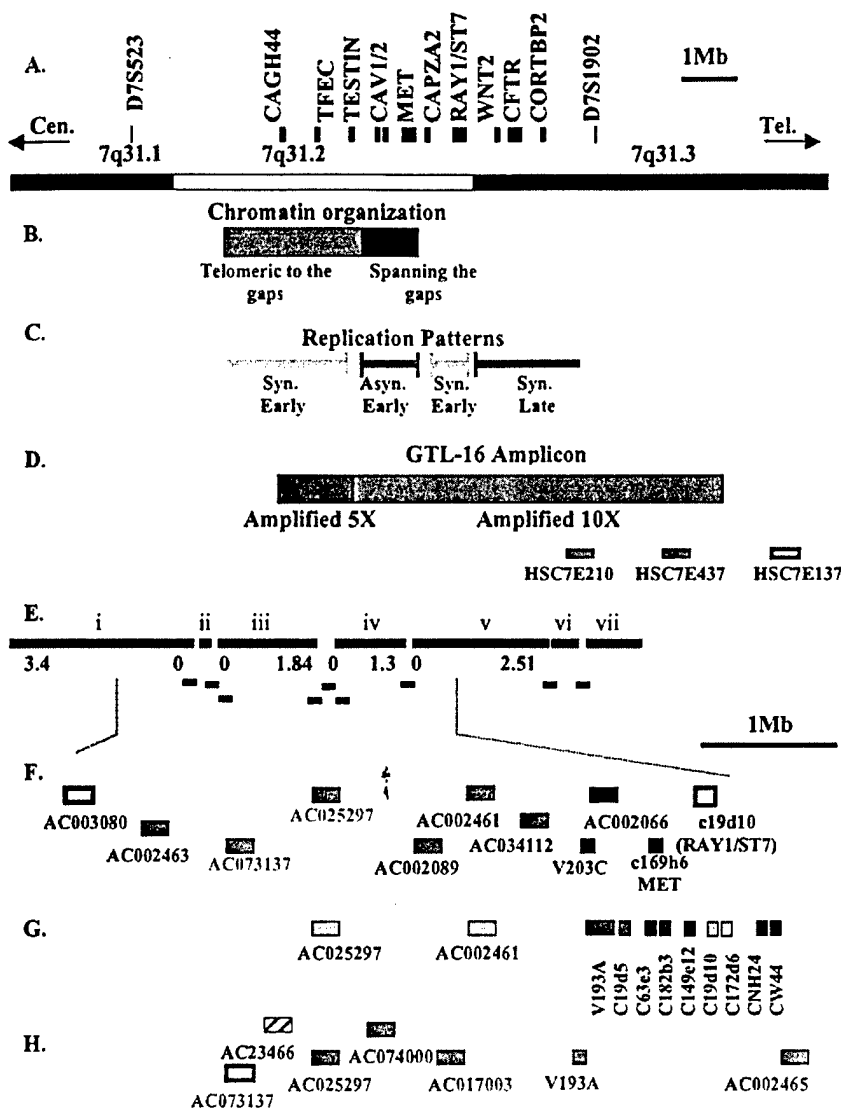 A.
D7S523
CAGH44
TFEC
TESTIN
CAV1/2
MET
CAPZA2
RAY1/ST7
WNT2
CFTR
CORTBP2
D7S1902
1Mb
Cen.
Tel.
7q31.1
7q31.2
7q31.3
B.
Chromatin organization
Telomeric to the
gaps
Spanning the
gaps
C.
Replication Patterns
Syn.
Early
Asyn.
Early
Syn.
Early
Syn.
Late
D.
GTL-16 Amplicon
Amplified 5X
Amplified 10X
HSC7E210
HSC7E437
HSC7E137
E.
i
ii
iii
iv
v
vi
vii
3.4
0
0
1.84
0
1.3
0
2.51
1Mb
F.
AC003080
AC025297
AC002461
AC002066
c19d10
(RAY1/ST7)
AC002463
AC073137
AC002089
AC034112
V203C
c169h6
MET
G.
AC025297
AC002461
V193A
C19d5
C63e3
C182b3
C149e12
C19d10
C172d6
CNH24
CW44
H.
AC23466
AC074000
AC073137
AC025297
AC017003
V193A
AC002465